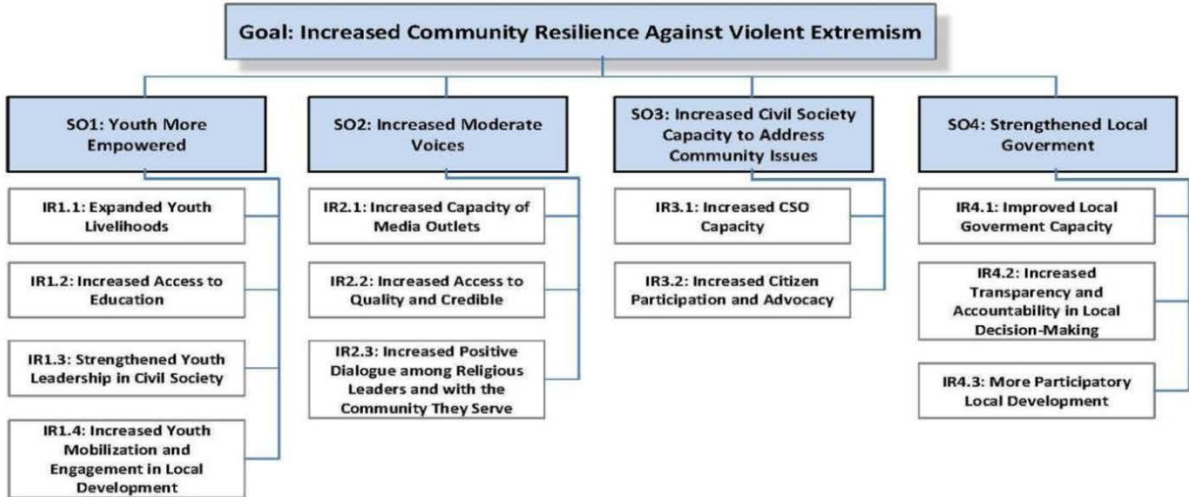 Goal: Increased Community Resilience Against Violent Extremism
SO1: Youth More
Empowered
IR1.1: Expanded Youth
Livelihoods
IR1.2: Increased Access to
Education
IR1.3: Strengthened Youth
Leadership in Civil Society
IR1.4: Increased Youth
Mobilization and
Engagement in Local
Development
SO2: Increased Moderate
Voices
IR2.1: Increased Capacity of
Media Outlets
IR2.2: Increased Access to
Quality and Credible
IR2.3: Increased Positive
Dialogue among Religious
Leaders and with the
Community They Serve
SO3: Increased Civil Society
Capacity to Address
Community Issues
IR3.1: Increased CSO
Capacity
IR3.2: Increased Citizen
Participation and Advocacy
SO4: Strengthened Local
Goverment
IR4.1: Improved Local
Goverment Capacity
IR4.2: Increased
Transparency and
Accountability in Local
Decision-Making
IR4.3: More Participatory
Local Development